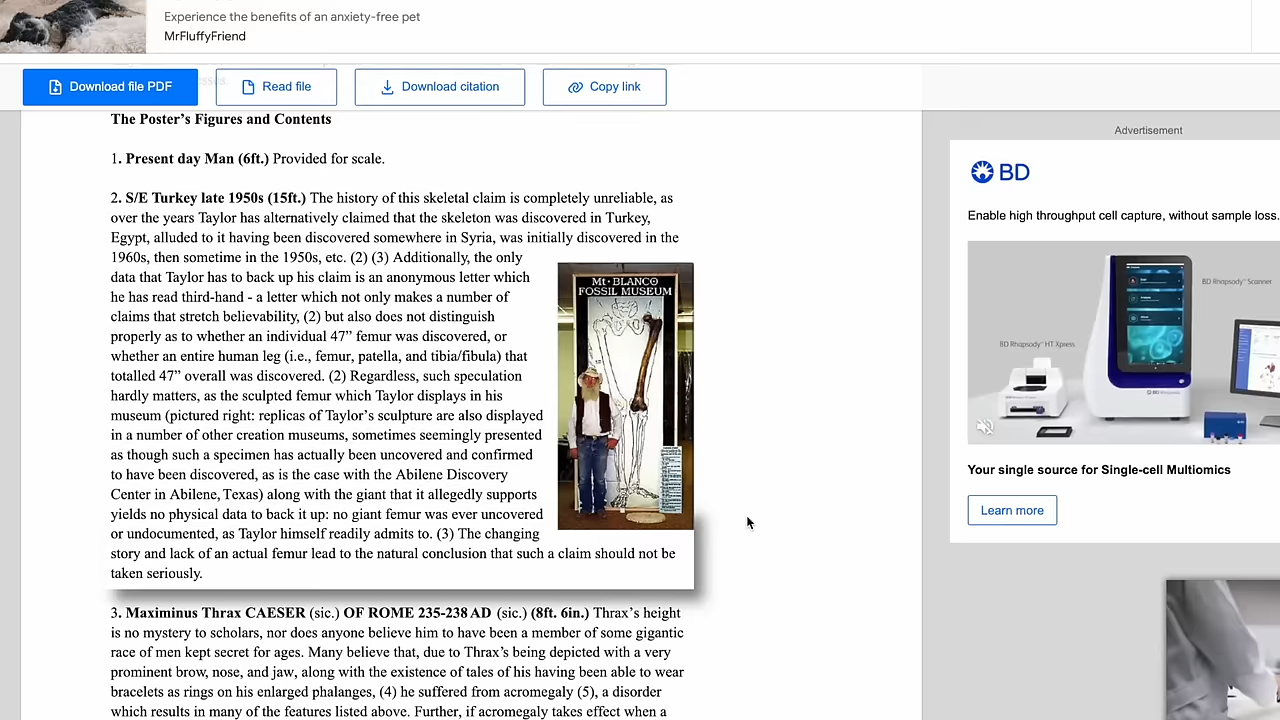 Experience the benefits of an anxiety-free pet
MrFluffyFriend
Download file PDF
Read file
Download citation
Copy link
The Poster's Figures and Contents
1. Present day Man (6ft.) Provided for scale.
2. S/E Turkey late 1950s (15ft.) The history of this skeletal claim is completely unreliable, as
over the years Taylor has alternatively claimed that the skeleton was discovered in Turkey,
Egypt, alluded to it having been discovered somewhere in Syria, was initially discovered in the
1960s, then sometime in the 1950s, etc. (2) (3) Additionally, the only
data that Taylor has to back up his claim is an anonymous letter which
he has read third-hand - a letter which not only makes a number of
claims that stretch believability, (2) but also does not distinguish
properly as to whether an individual 47” femur was discovered, or
whether an entire human leg (i.e., femur, patella, and tibia/fibula) that
totalled 47” overall was discovered. (2) Regardless, such speculation
hardly matters, as the sculpted femur which Taylor displays in his
museum (pictured right: replicas of Taylor’s sculpture are also displayed
in a number of other creation museums, sometimes seemingly presented
as though such a specimen has actually been uncovered and confirmed
to have been discovered, as is the case with the Abilene Discovery
Center in Abilene, Texas) along with the giant that it allegedly supports
yields no physical data to back it up: no giant femur was ever uncovered
or undocumented, as Taylor himself readily admits to. (3) The changing
story and lack of an actual femur lead to the natural conclusion that such a claim should not be
taken seriously.
MT. BLANCO
FOSSIL MUSEUM
3. Maximinus Thrax CAESER (sic.) OF ROME 235-238 AD (sic.) (8ft. 6in.) Thrax’s height
is no mystery to scholars, nor does anyone believe him to have been a member of some gigantic
race of men kept secret for ages. Many believe that, due to Thrax’s being depicted with a very
prominent brow, nose, and jaw, along with the existence of tales of his having been able to wear
bracelets as rings on his enlarged phalanges, (4) he suffered from acromegaly (5), a disorder
which results in many of the features listed above. Further, if acromegaly takes effect when a
Advertisement
BD
Enable high throughput cell capture, without sample loss.
BD Rhapsody™ Scanner
BD Rhapsody™ HT Xpress
Your single source for Single-cell Multiomics
Learn more